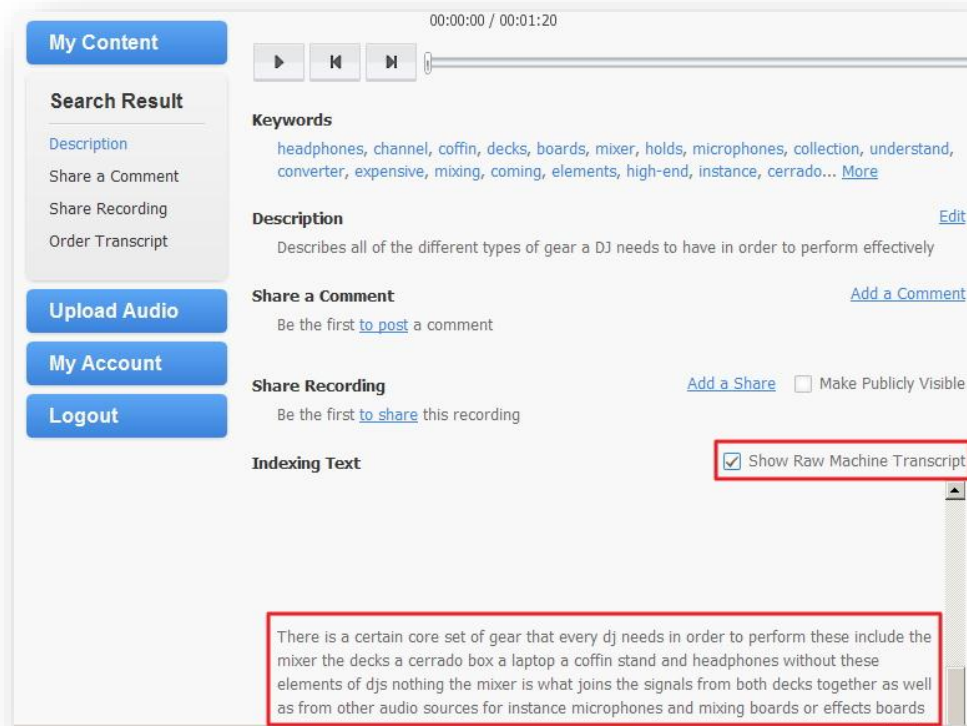 00:00:00 / 00:01:20
My Content
Search Result
Description
Share a Comment
Share Recording
Order Transcript
Upload Audio
My Account
Logout
Keywords
headphones, channel, coffin, decks, boards, mixer, holds, microphones, collection, understand,
converter, expensive, mixing, coming, elements, high-end, instance, cerrado... More
Description Edit
Describes all of the different types of gear a DJ needs to have in order to perform effectively
Share a Comment Add a Comment
Be the first to post a comment
Share Recording Add a Share Make Publicly Visible
Be the first to share this recording
Indexing Text Show Raw Machine Transcript
There is a certain core set of gear that every dj needs in order to perform these include the
mixer the decks a cerrado box a laptop a coffin stand and headphones without these
elements of djs nothing the mixer is what joins the signals from both decks together as well
as from other audio sources for instance microphones and mixing boards or effects boards